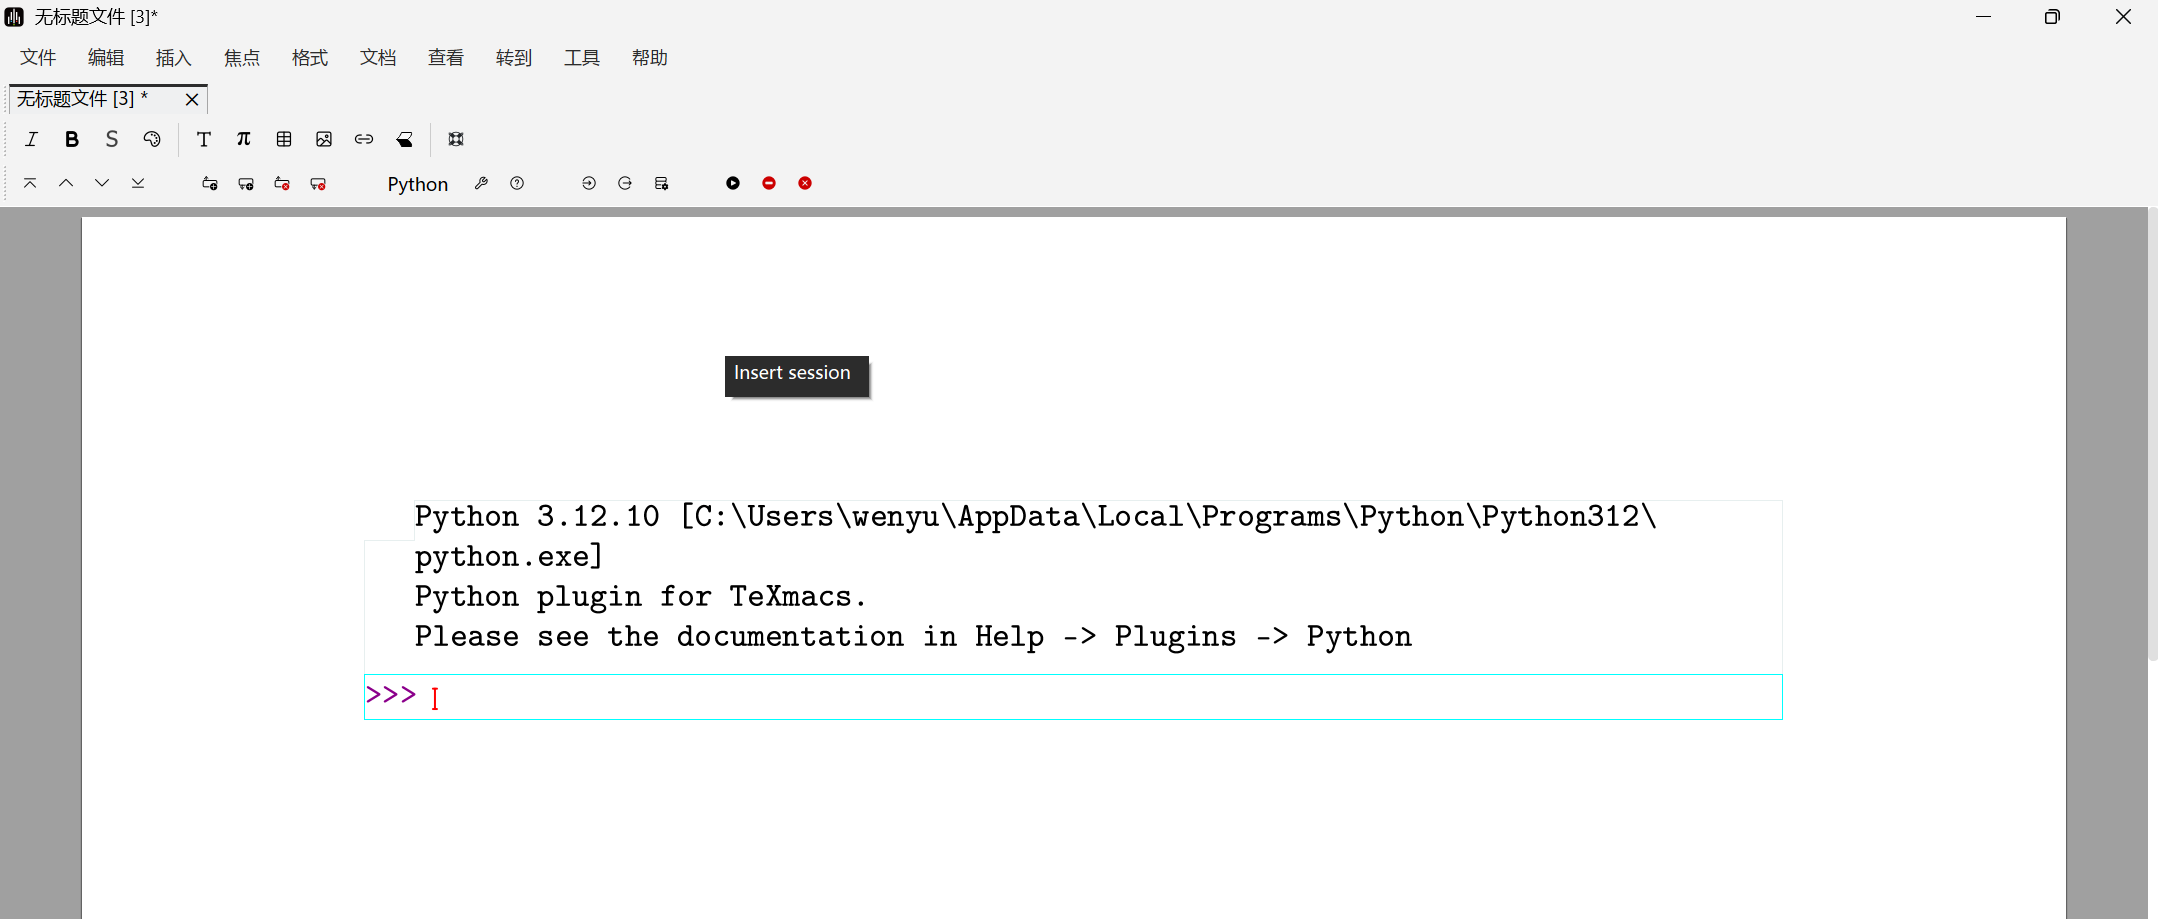 无标题文件 [3]*
文件 编辑 插入 焦点 格式 文档 查看 转到 工具 帮助
无标题文件 [3] *
Python
Insert session
Python 3.12.10 [C:\Users\wenyu\AppData\Local\Programs\Python\Python312\
python.exe]
Python plugin for TeXmacs.
Please see the documentation in Help -> Plugins -> Python
>>>